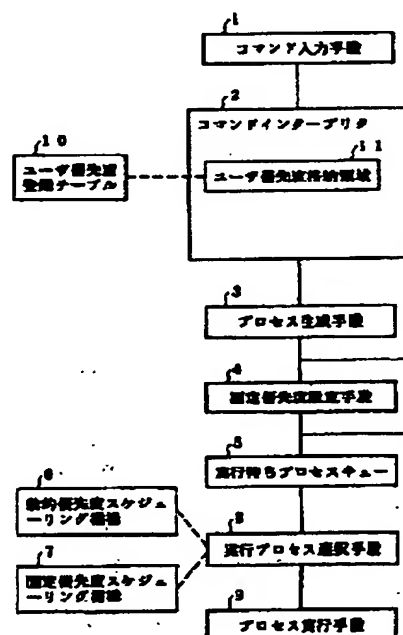 1
コマンド入力手段
2
コマンドインタープリタ
10
ユーザ優先度
登録テーブル
11
ユーザ優先度格納領域
3
プロセス生成手段
4
固定優先度設定手段
5
実行待ちプロセスキュー
6
動的優先度スケジュ
ーリング機構
8
実行プロセス選択手段
7
固定優先度スケジュ
ーリング機構
9
プロセス実行手段